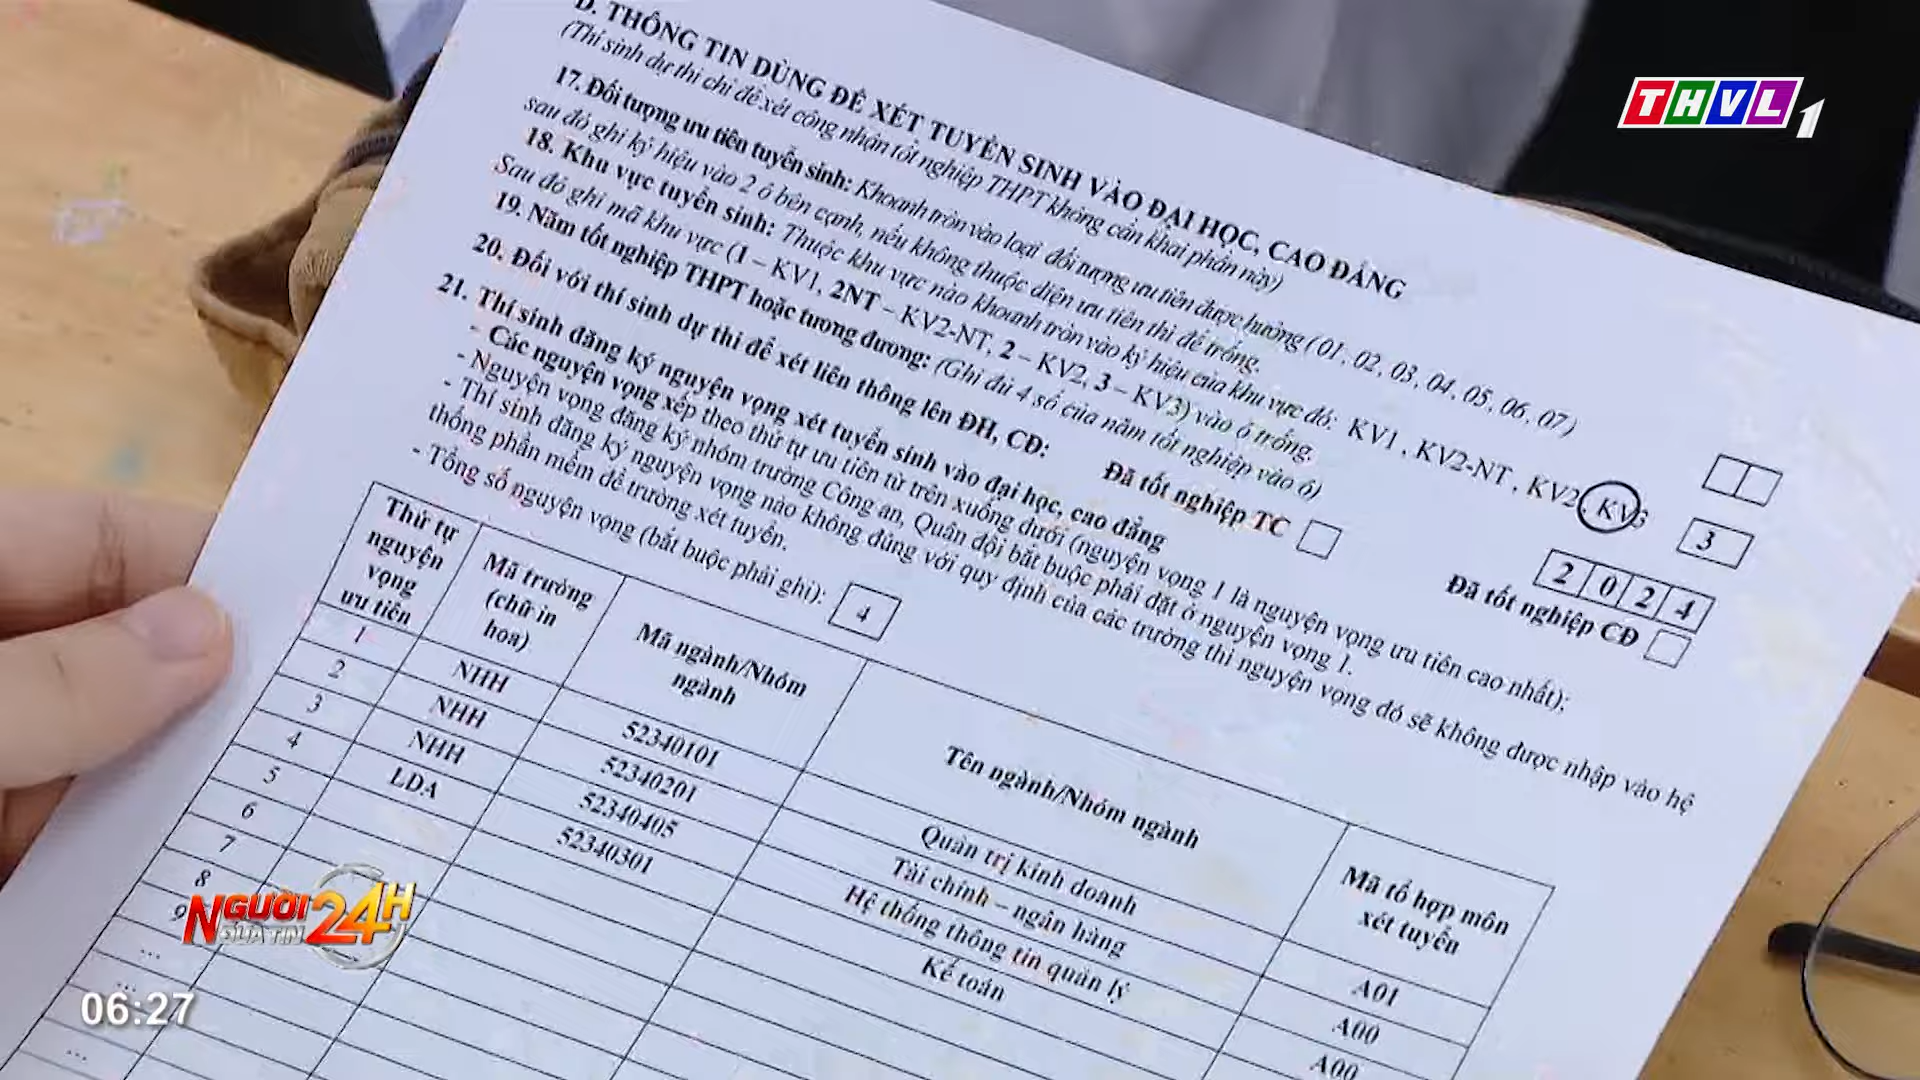 D. THÔNG TIN DÙNG ĐỂ XÉT TUYỂN SINH VÀO ĐẠI HỌC, CAO ĐẲNG
(Thí sinh dự thi chỉ để xét công nhận tốt nghiệp THPT không cần khai phần này)
17. Đối tượng ưu tiên tuyển sinh: Khoanh tròn vào loại đối tượng ưu tiên được hưởng ( 01 , 02 , 03 , 04 , 05 , 06 , 07 )
sau đó ghi ký hiệu vào 2 ô bên cạnh, nếu không thuộc diện ưu tiên thì để trống.
18. Khu vực tuyển sinh: Thuộc khu vực nào khoanh tròn vào ký hiệu của khu vực đó: KV1 , KV2-NT , KV2 , KV3
Sau đó ghi mã khu vực (1 – KV1, 2NT – KV2-NT, 2 – KV2, 3 – KV3) vào ô trống.
3
19. Năm tốt nghiệp THPT hoặc tương đương: (Ghi đủ 4 số của năm tốt nghiệp vào ô)
2 0 2 4
20. Đối với thí sinh dự thi để xét liên thông lên ĐH, CĐ: Đã tốt nghiệp TC Đã tốt nghiệp CĐ
21. Thí sinh đăng ký nguyện vọng xét tuyển sinh vào đại học, cao đẳng
- Các nguyện vọng xếp theo thứ tự ưu tiên từ trên xuống dưới (nguyện vọng 1 là nguyện vọng ưu tiên cao nhất);
- Nguyện vọng đăng ký nhóm trường Công an, Quân đội bắt buộc phải đặt ở nguyện vọng 1.
- Thí sinh đăng ký nguyện vọng nào không đúng với quy định của các trường thì nguyện vọng đó sẽ không được nhập vào hệ
thống phần mềm để trường xét tuyển.
- Tổng số nguyện vọng (bắt buộc phải ghi): 4
Thứ tự
nguyện
vọng
ưu tiên
Mã trường
(chữ in
hoa)
Mã ngành/Nhóm
ngành
Tên ngành/Nhóm ngành
Mã tổ hợp môn
xét tuyển
1 NHH 52340101 Quản trị kinh doanh A01
2 NHH 52340201 Tài chính – ngân hàng A00
3 NHH 52340405 Hệ thống thông tin quản lý A00
4 LDA 52340301 Kế toán
5
6
7
8
9
...
...
...
THVL 1
NGƯỜI
ĐƯA TIN
24H
06:27